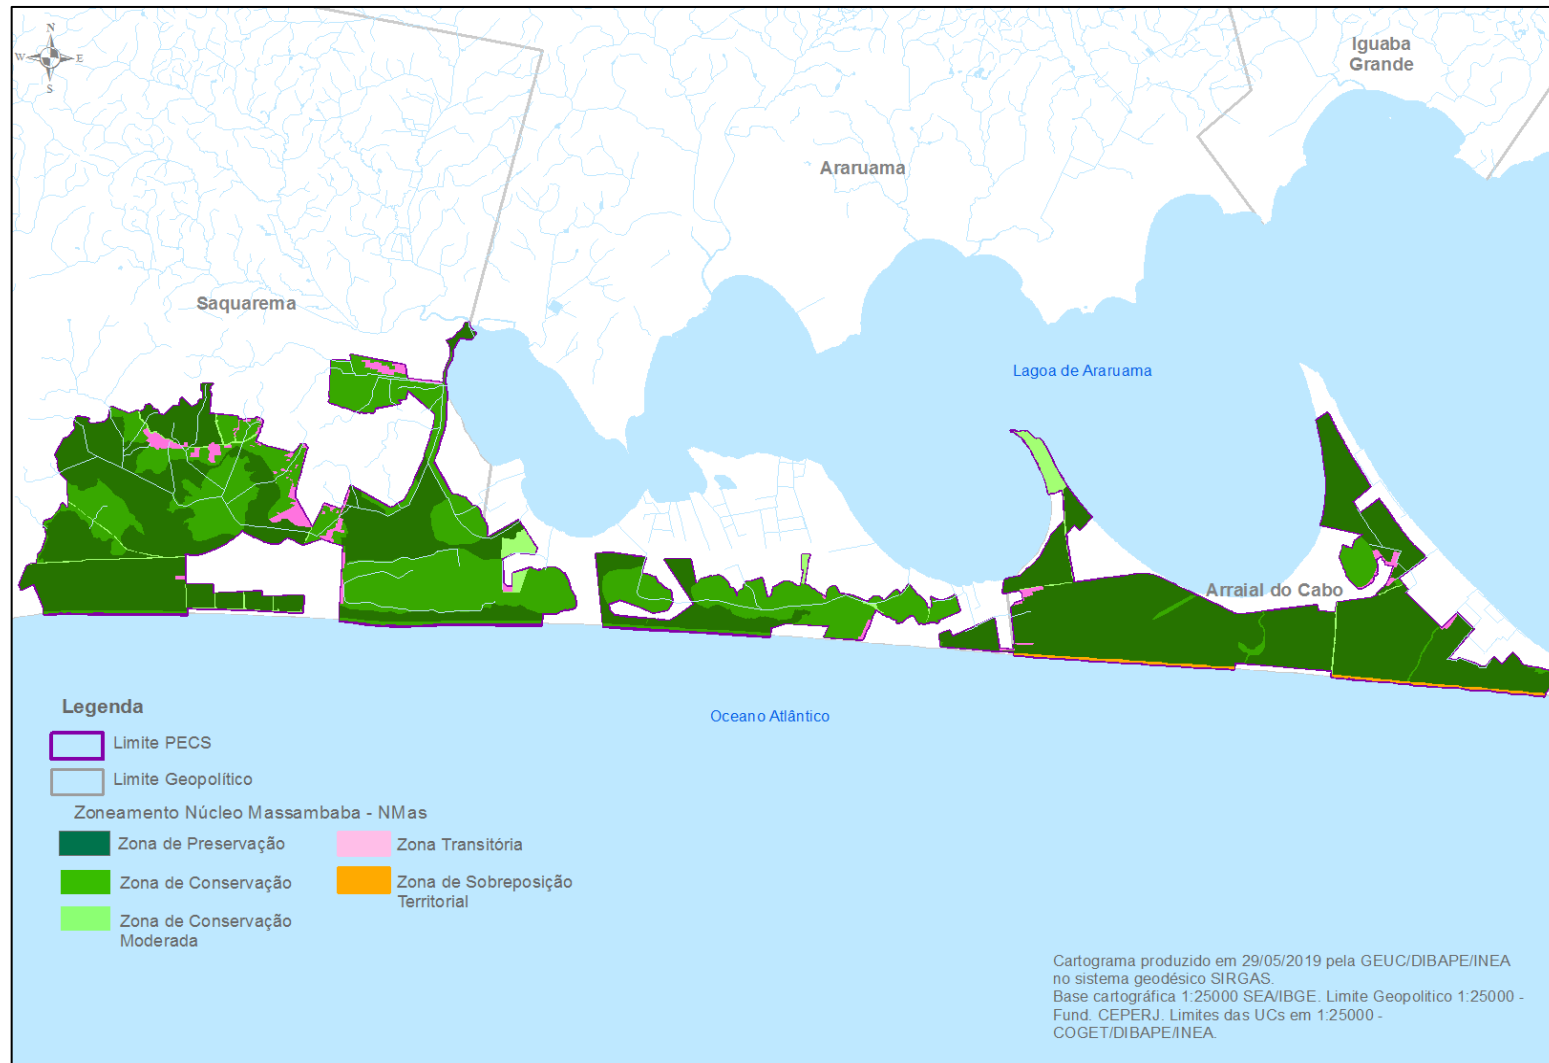 N
W
E
S
Iguaba
Grande
Araruama
Saquarema
Lagoa de Araruama
Arraial do Cabo
Oceano Atlântico
Legenda
Limite PECS
Limite Geopolítico
Zoneamento Núcleo Massambaba - NMas
Zona de Preservação
Zona de Conservação
Zona de Conservação
Moderada
Zona Transitória
Zona de Sobreposição
Territorial
Cartograma produzido em 29/05/2019 pela GEUC/DIBAPE/INEA
no sistema geodésico SIRGAS.
Base cartográfica 1:25000 SEA/IBGE. Limite Geopolitico 1:25000 -
Fund. CEPERJ. Limites das UCs em 1:25000 -
COGET/DIBAPE/INEA.